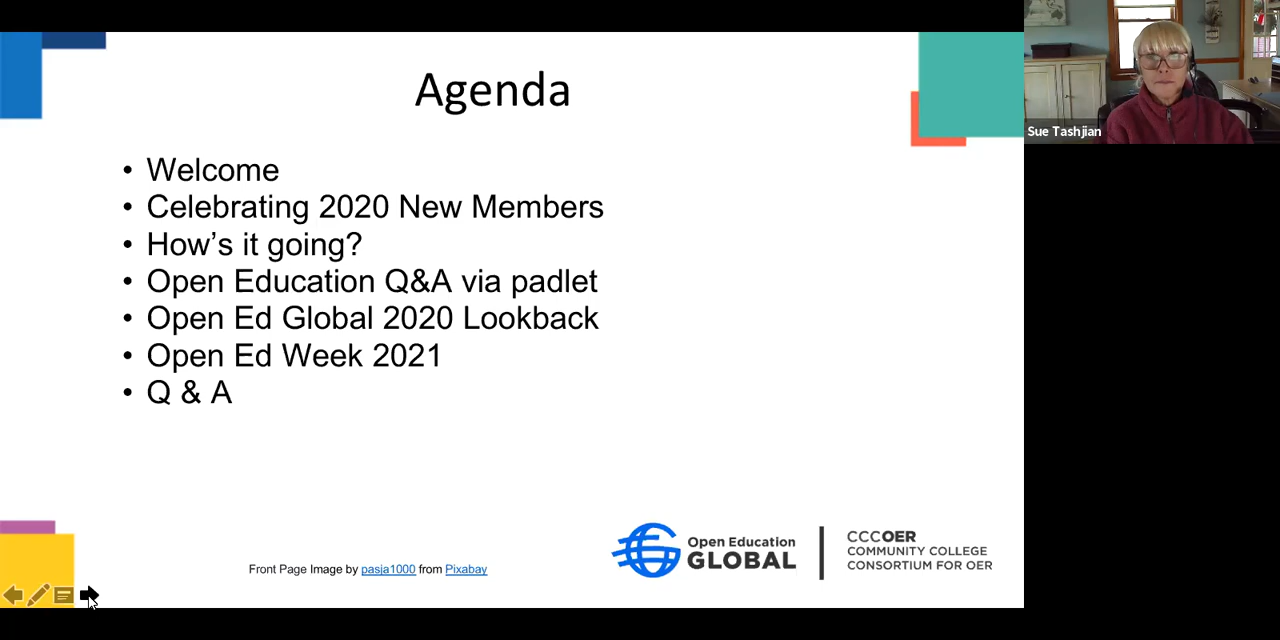 Agenda
• Welcome
• Celebrating 2020 New Members
• How’s it going?
• Open Education Q&A via padlet
• Open Ed Global 2020 Lookback
• Open Ed Week 2021
• Q & A
Front Page Image by pasja1000 from Pixabay
Open Education
GLOBAL
CCCOER
COMMUNITY COLLEGE
CONSORTIUM FOR OER
Sue Tashjian